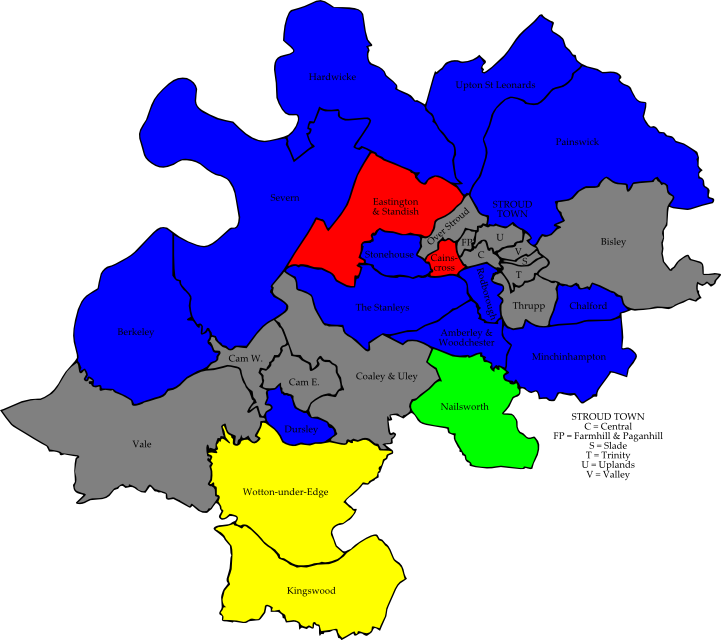 Hardwicke
Upton St Leonards
Painswick
Severn
Eastington
& Standish
STROUD
TOWN
Over Stroud
FP
U
V
S
C
T
Bisley
Stonehouse
Cains-
cross
Rodborough
Thrupp
Chalford
The Stanleys
Berkeley
Amberley &
Woodchester
Minchinhampton
Cam W.
Cam E.
Coaley & Uley
Nailsworth
Dursley
Vale
Wotton-under-Edge
Kingswood
STROUD TOWN
C = Central
FP = Farmhill & Paganhill
S = Slade
T = Trinity
U = Uplands
V = Valley